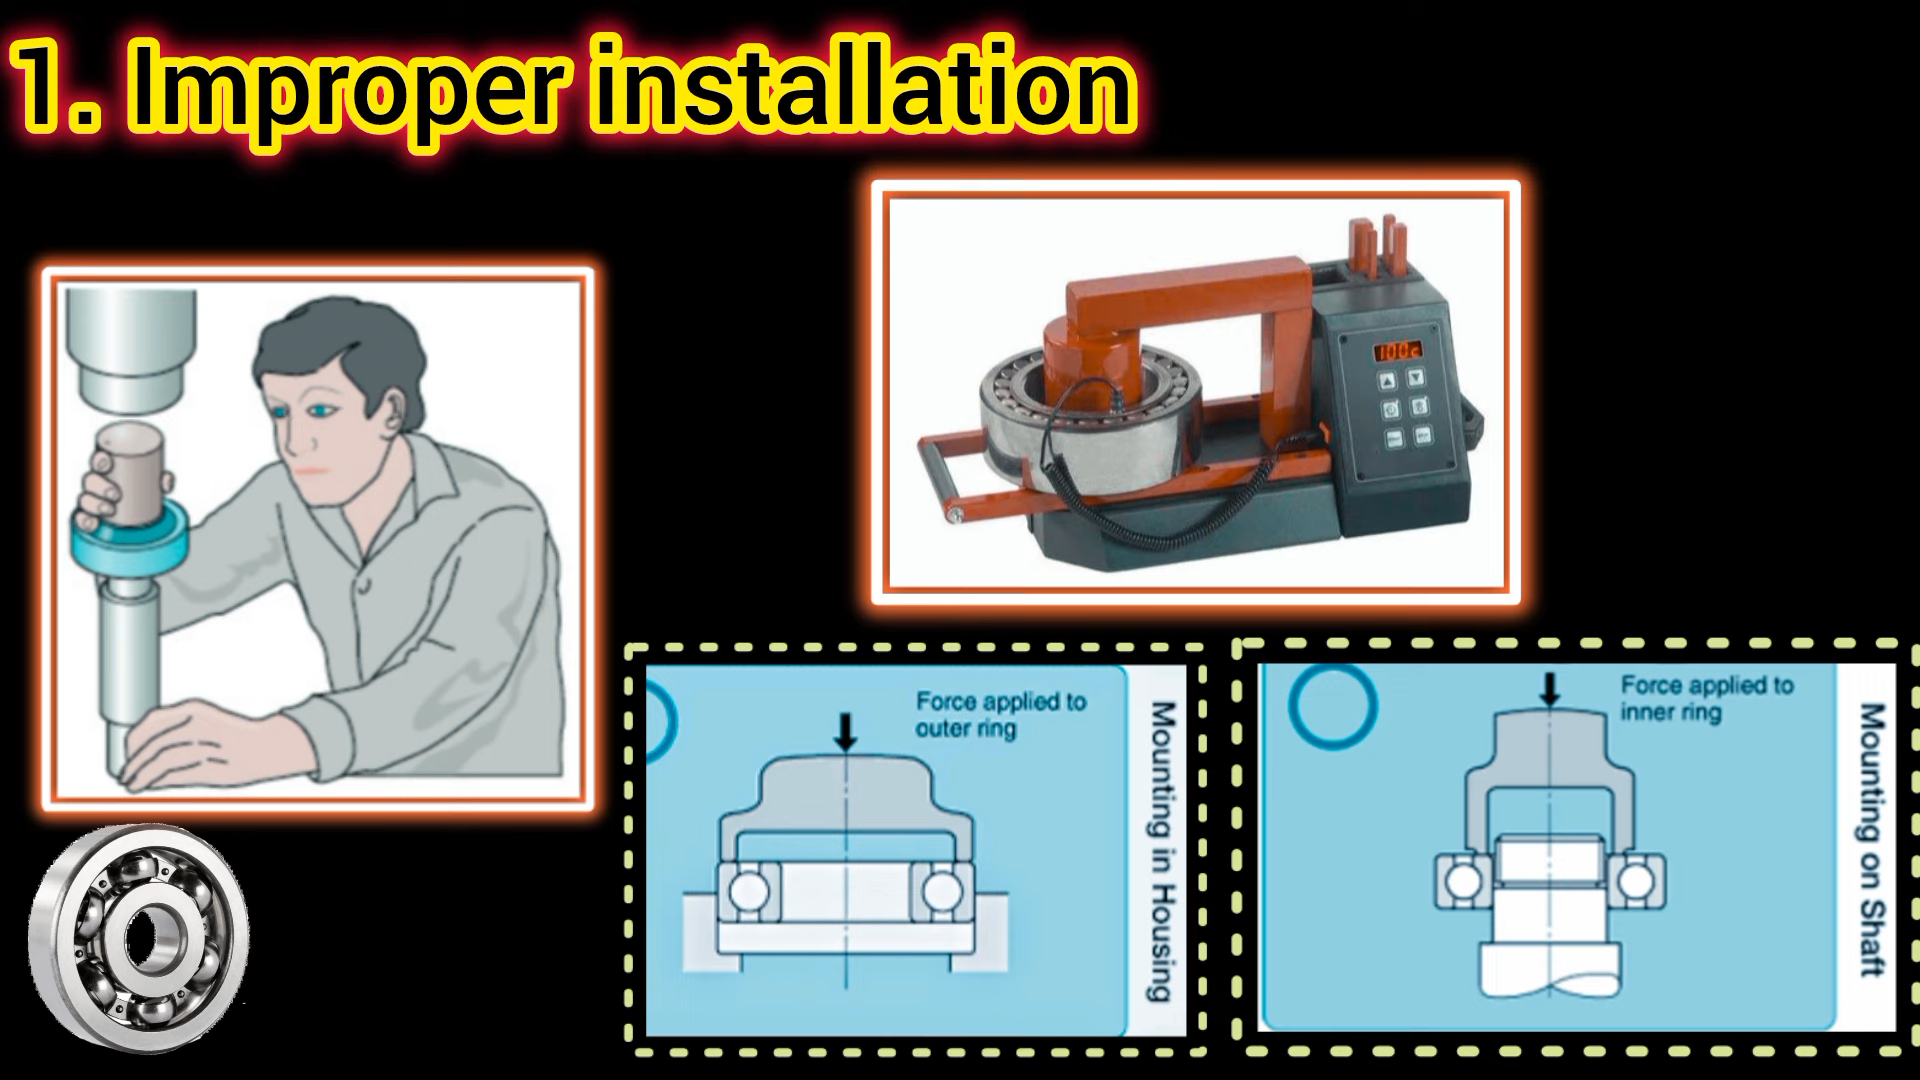 1. Improper installation
100c
Force applied to
outer ring
Mounting in Housing
Force applied to
inner ring
Mounting on Shaft